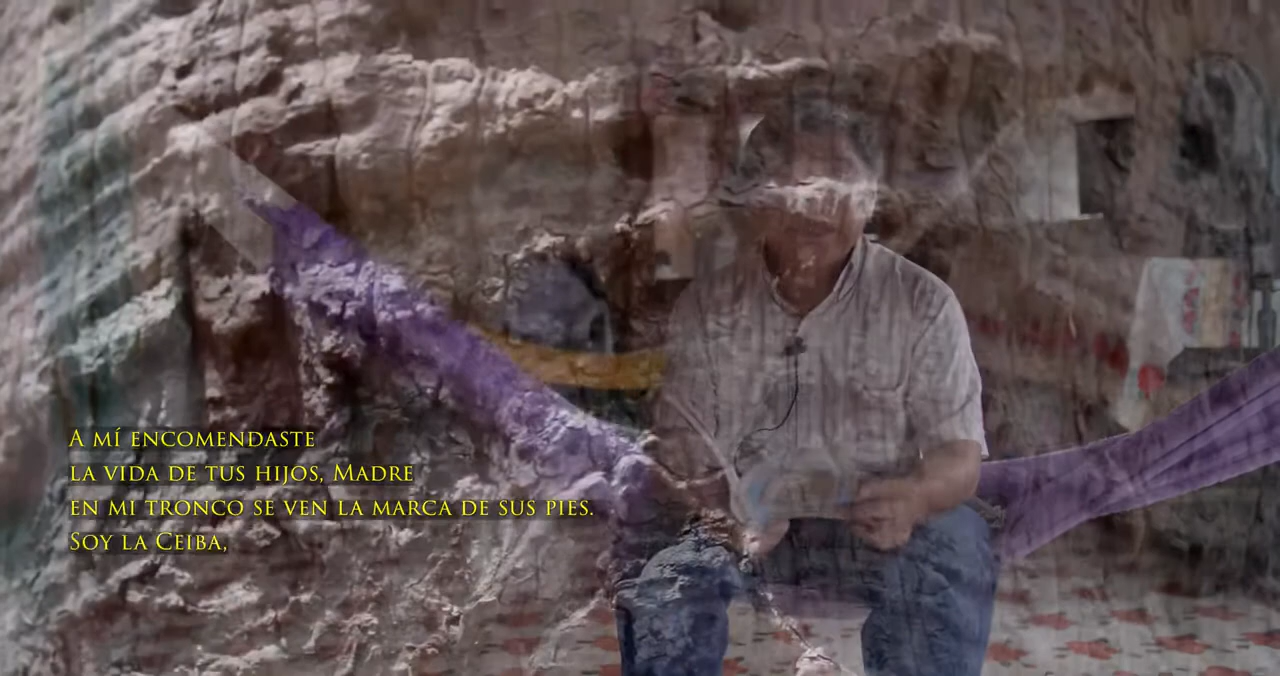 A mí encomendaste
la vida de tus hijos, Madre
en mi tronco se ven la marca de sus pies.
Soy la Ceiba,